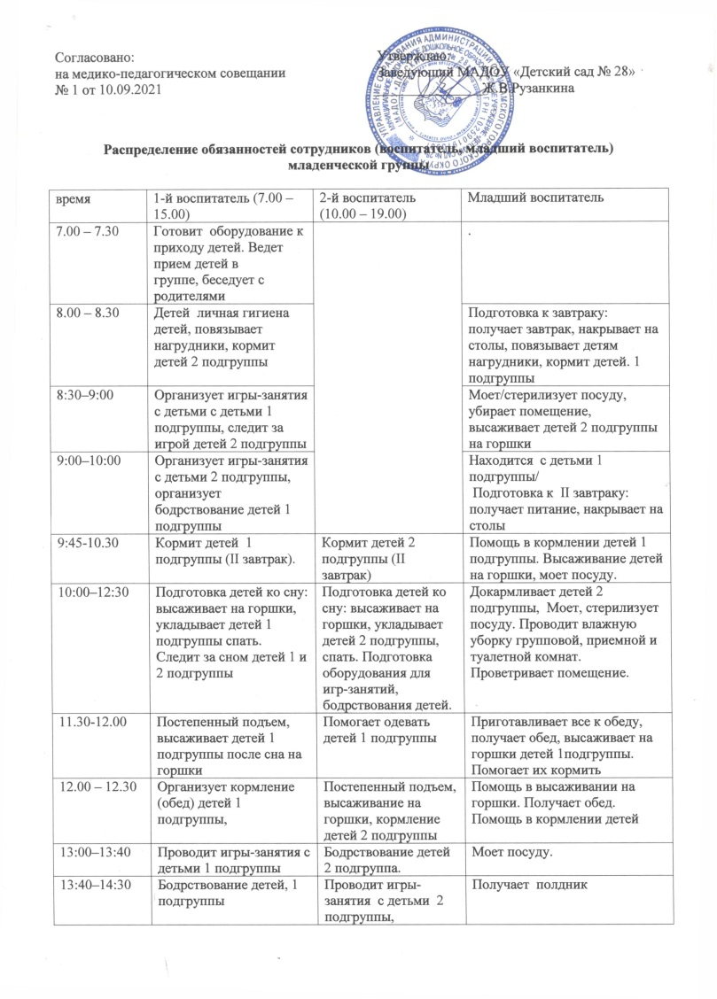 Согласовано:
Утверждаю:
на медико-педагогическом совещании
Заведующий МАДОУ «Детский сад № 28»
№ 1 от 10.09.2021
Ж.В.Рузанкина
Распределение обязанностей сотрудников (воспитатель, младший воспитатель)
младенческой группы
время
1-й воспитатель (7.00 –
15.00)
2-й воспитатель
(10.00 – 19.00)
Младший воспитатель
7.00 – 7.30
Готовит оборудование к
приходу детей. Ведет
прием детей в
группе, беседует с
родителями
.
8.00 – 8.30
Детей личная гигиена
детей, повязывает
нагрудники, кормит
детей 2 подгруппы
Подготовка к завтраку:
получает завтрак, накрывает на
столы, повязывает детям
нагрудники, кормит детей. 1
подгруппы
8:30–9:00
Организует игры-занятия
с детьми с детьми 1
подгруппы, следит за
игрой детей 2 подгруппы
Моет/стерилизует посуду,
убирает помещение,
высаживает детей 2 подгруппы
на горшки
9:00–10:00
Организует игры-занятия
с детьми 2 подгруппы,
организует
бодрствование детей 1
подгруппы
Находится с детьми 1
подгруппы/
Подготовка к II завтраку:
получает питание, накрывает на
столы
9:45-10.30
Кормит детей 1
подгруппы (II завтрак).
Кормит детей 2
подгруппы (II
завтрак)
Помощь в кормлении детей 1
подгруппы. Высаживание детей
на горшки, моет посуду.
10:00–12:30
Подготовка детей ко сну:
высаживает на горшки,
укладывает детей 1
подгруппы спать.
Следит за сном детей 1 и
2 подгруппы
Подготовка детей ко
сну: высаживает на
горшки, укладывает
детей 2 подгруппы,
спать. Подготовка
оборудования для
игр-занятий,
бодрствования детей.
Докармливает детей 2
подгруппы, Моет, стерилизует
посуду. Проводит влажную
уборку групповой, приемной и
туалетной комнат.
Проветривает помещение.
11.30-12.00
Постепенный подъем,
высаживает детей 1
подгруппы после сна на
горшки
Помогает одевать
детей 1 подгруппы
Приготавливает все к обеду,
получает обед, высаживает на
горшки детей 1подгруппы.
Помогает их кормить
12.00 – 12.30
Организует кормление
(обед) детей 1
подгруппы,
Постепенный подъем,
высаживание на
горшки, кормление
детей 2 подгруппы
Помощь в высаживании на
горшки. Получает обед.
Помощь в кормлении детей
13:00–13:40
Проводит игры-занятия с
детьми 1 подгруппы
Бодрствование детей
2 подгруппа.
Моет посуду.
13:40–14:30
Бодрствование детей, 1
подгруппы
Проводит игры-
занятия с детьми 2
подгруппы,
Получает полдник